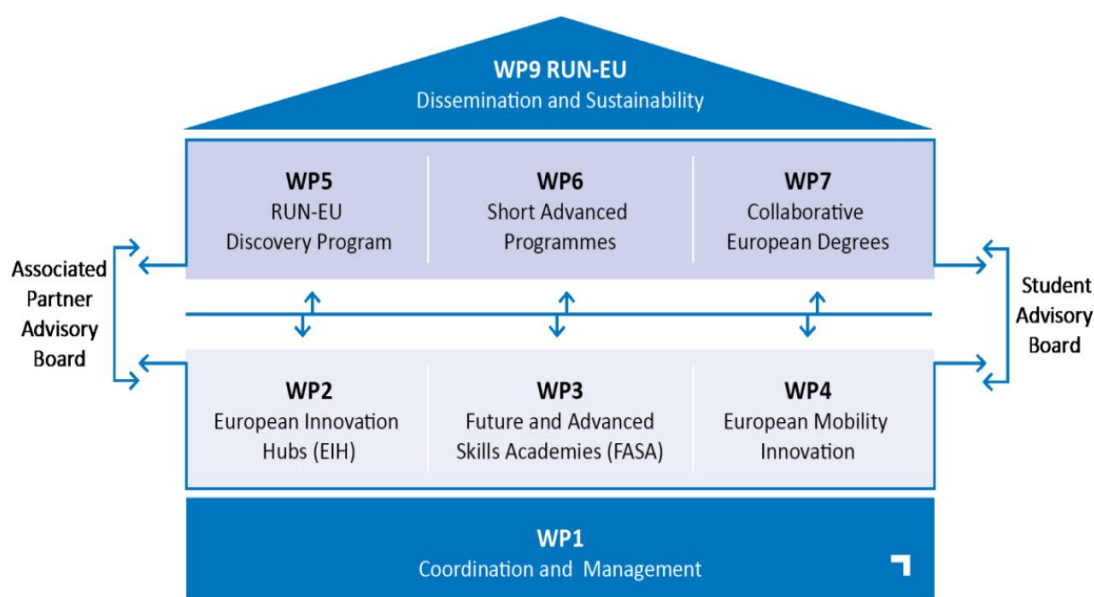 WP9 RUN-EU
Dissemination and Sustainability
WP5
RUN-EU
Discovery Program
WP6
Short Advanced
Programmes
WP7
Collaborative
European Degrees
Associated
Partner
Advisory
Board
Student
Advisory
Board
WP2
European Innovation
Hubs (EIH)
WP3
Future and Advanced
Skills Academies (FASA)
WP4
European Mobility
Innovation
WP1
Coordination and Management